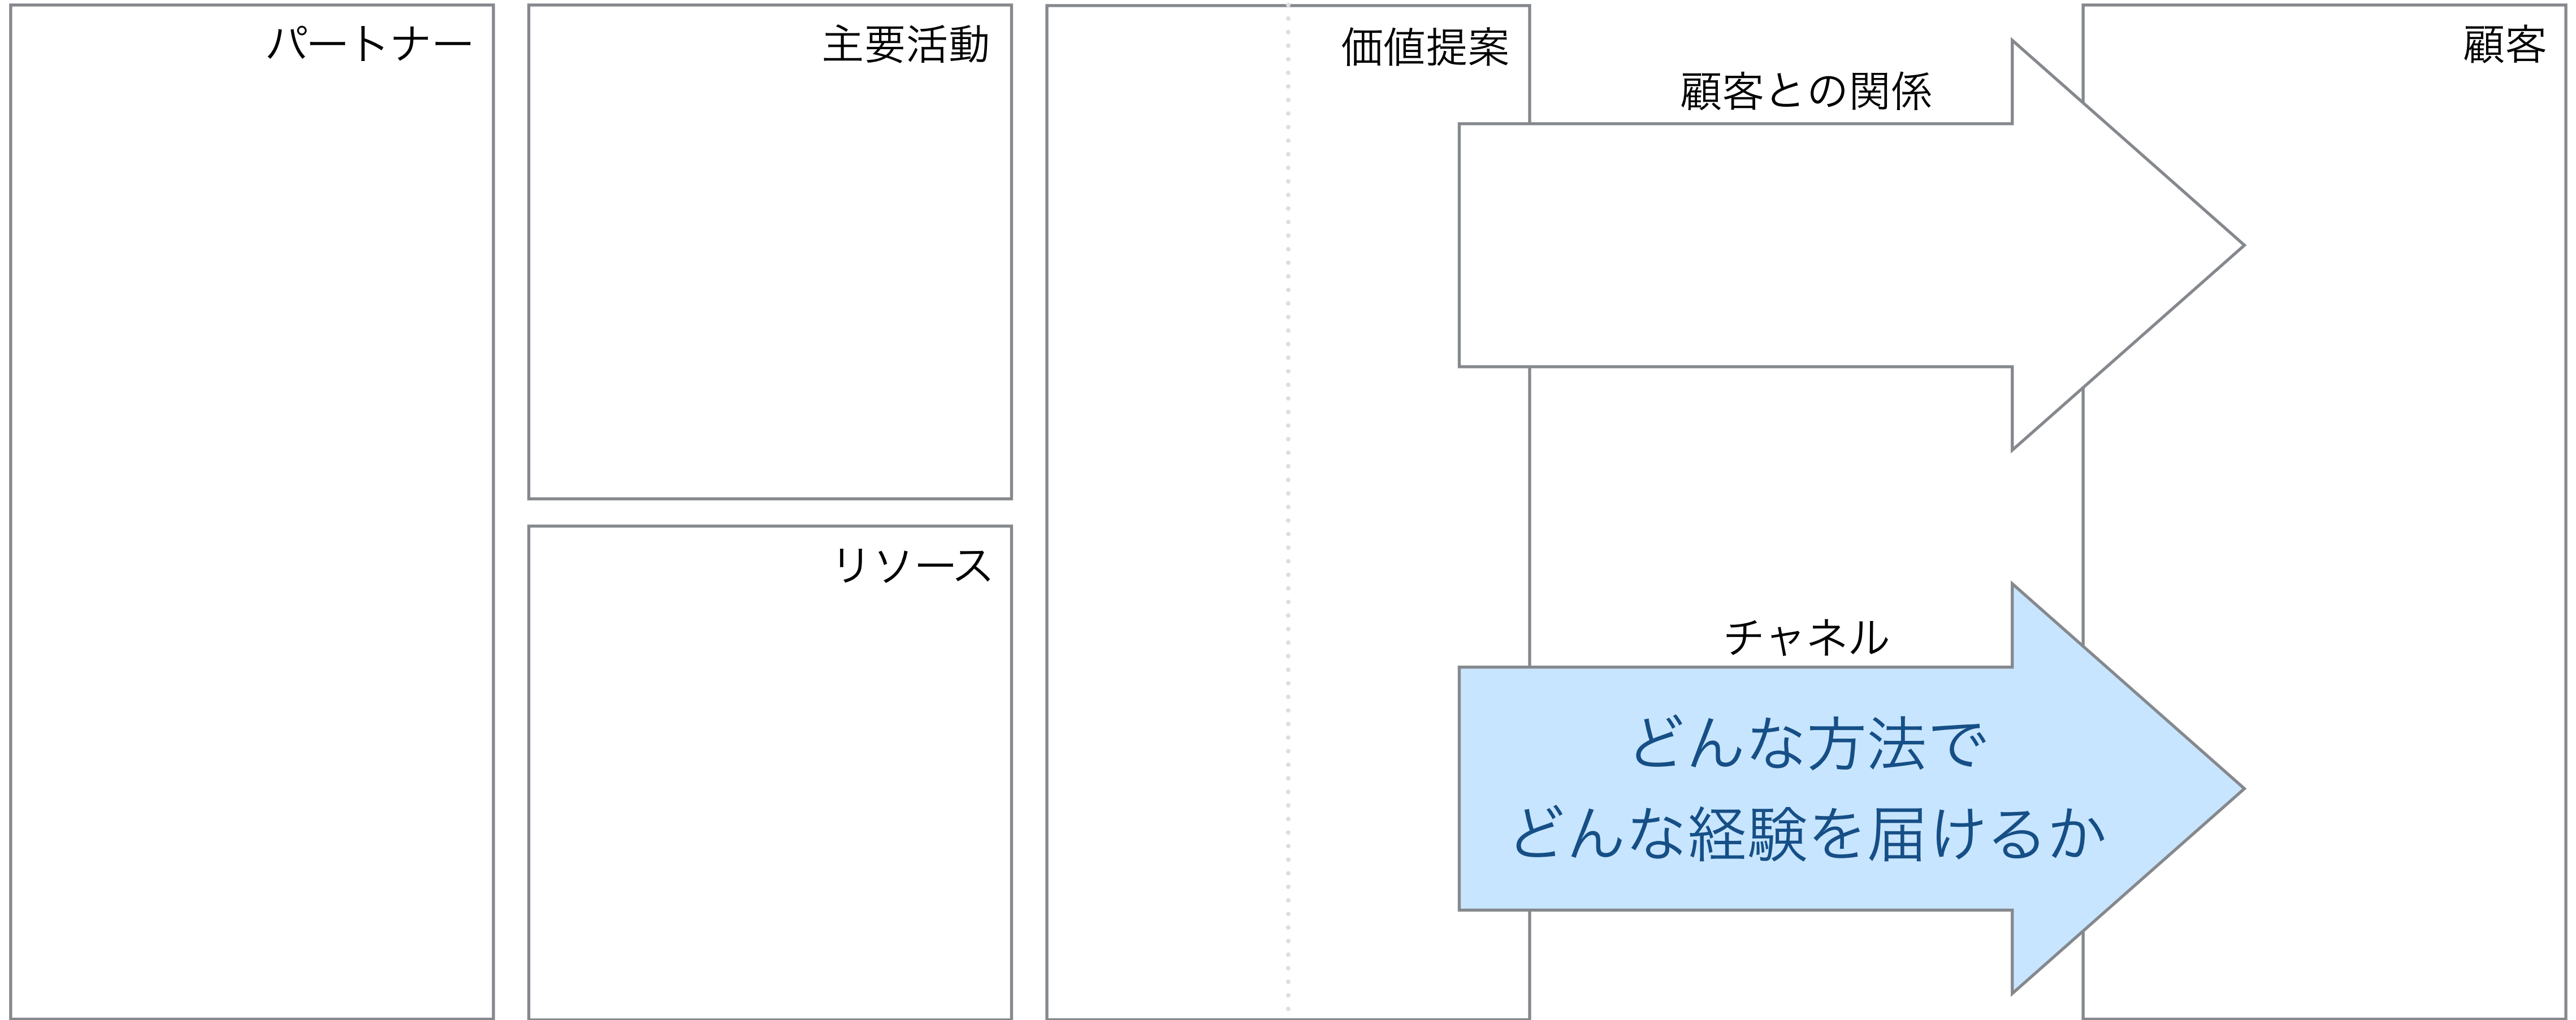 パートナー
主要活動
価値提案
顧客との関係
顧客
リソース
チャネル
どんな方法で
どんな経験を届けるか